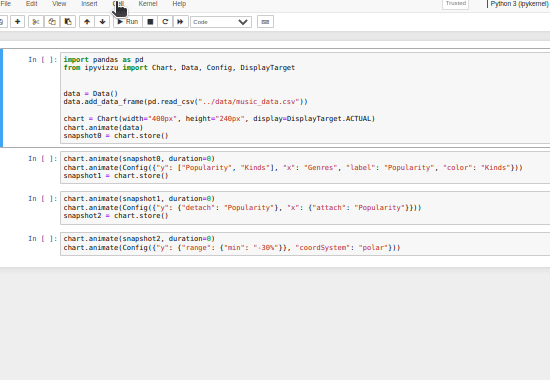 File Edit View Insert Kernel Help
Trusted Python 3 (ipykernel)
Run Code
In [ ]: import pandas as pd
from ipyvizzu import Chart, Data, Config, DisplayTarget
data = Data()
data.add_data_frame(pd.read_csv("../data/music_data.csv"))
chart = Chart(width="400px", height="240px", display=DisplayTarget.ACTUAL)
chart.animate(data)
snapshot0 = chart.store()
In [ ]: chart.animate(snapshot0, duration=0)
chart.animate(Config({"y": ["Popularity", "Kinds"], "x": "Genres", "label": "Popularity", "color": "Kinds"}))
snapshot1 = chart.store()
In [ ]: chart.animate(snapshot1, duration=0)
chart.animate(Config({"y": {"detach": "Popularity"}, "x": {"attach": "Popularity"}}))
snapshot2 = chart.store()
In [ ]: chart.animate(snapshot2, duration=0)
chart.animate(Config({"y": {"range": {"min": "-30%"}}, "coordSystem": "polar"}))